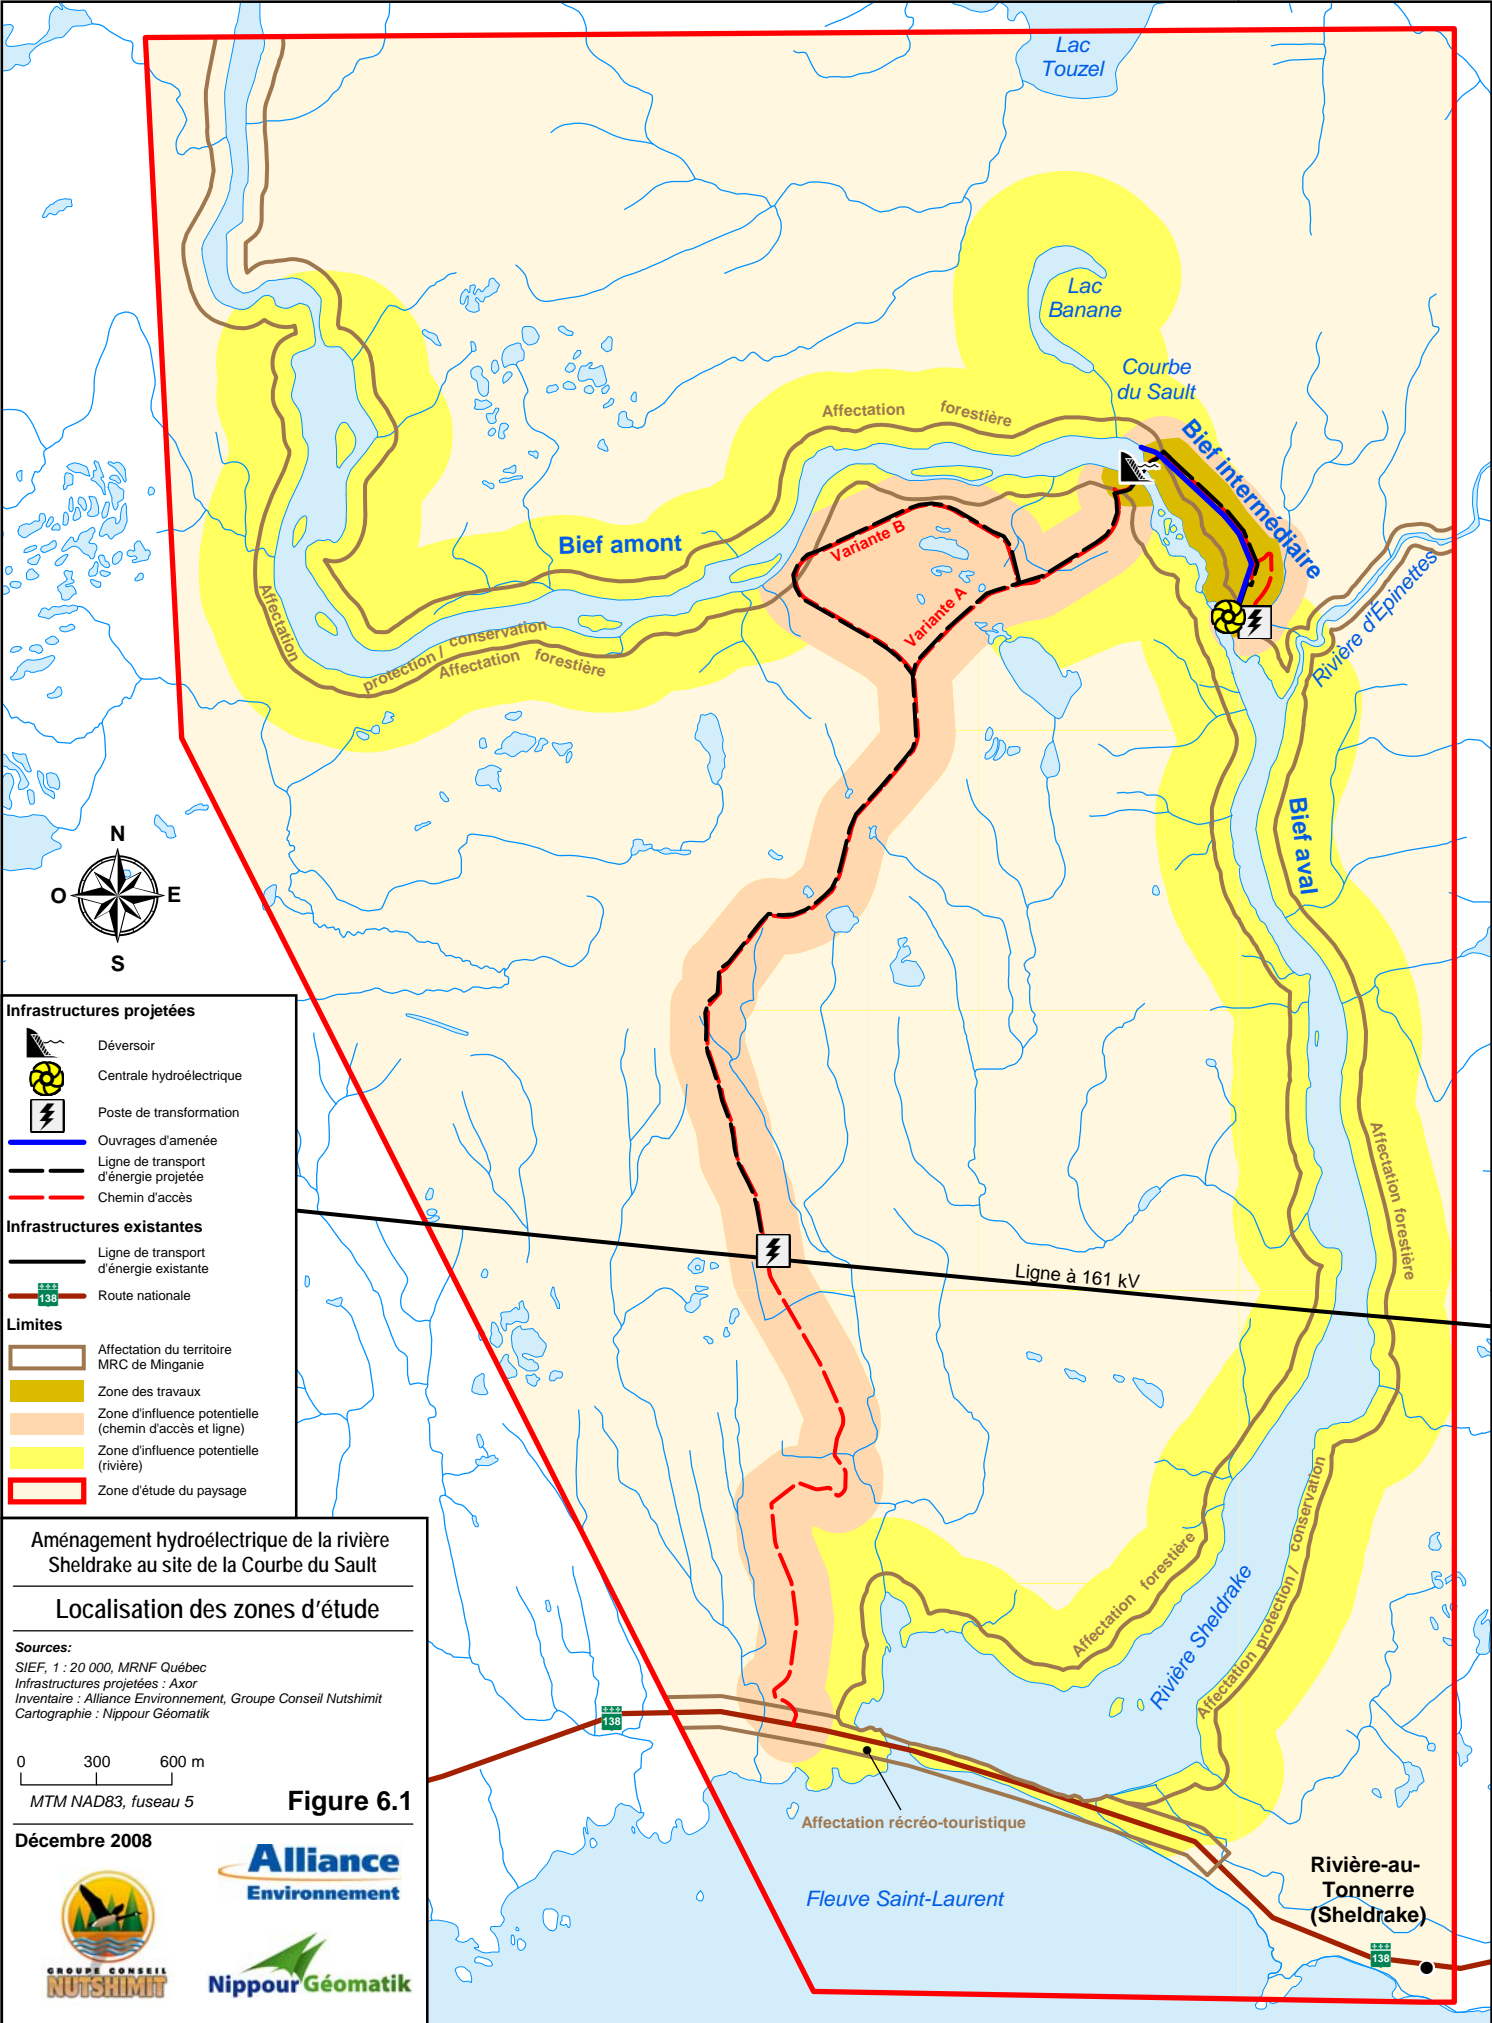 Lac
Touzel
Lac
Banane
Courbe
du Sault
Affectation forestière
Bief intermédiaire
Bief amont
Variante B
Variante A
Rivière d'Épinettes
Affectation
protection / conservation
Affectation forestière
Bief aval
N
O E
S
Infrastructures projetées
Déversoir
Centrale hydroélectrique
Poste de transformation
Ouvrages d'amenée
Ligne de transport
d'énergie projetée
Chemin d'accès
Infrastructures existantes
Ligne de transport
d'énergie existante
138
Route nationale
Limites
Affectation du territoire
MRC de Minganie
Zone des travaux
Zone d'influence potentielle
(chemin d'accès et ligne)
Zone d'influence potentielle
(rivière)
Zone d'étude du paysage
Affectation forestière
Ligne à 161 kV
Affectation forestière
Rivière Sheldrake
Affectation protection / conservation
138
Affectation récréo-touristique
Fleuve Saint-Laurent
Rivière-au-
Tonnerre
(Sheldrake)
138
Aménagement hydroélectrique de la rivière
Sheldrake au site de la Courbe du Sault
Localisation des zones d'étude
Sources:
SIEF, 1 : 20 000, MRNF Québec
Infrastructures projetées : Axor
Inventaire : Alliance Environnement, Groupe Conseil Nutshimit
Cartographie : Nippour Géomatik
0 300 600 m
MTM NAD83, fuseau 5
Figure 6.1
Décembre 2008
Alliance
Environnement
GROUPE CONSEIL
NUTSHIMIT
Nippour Géomatik